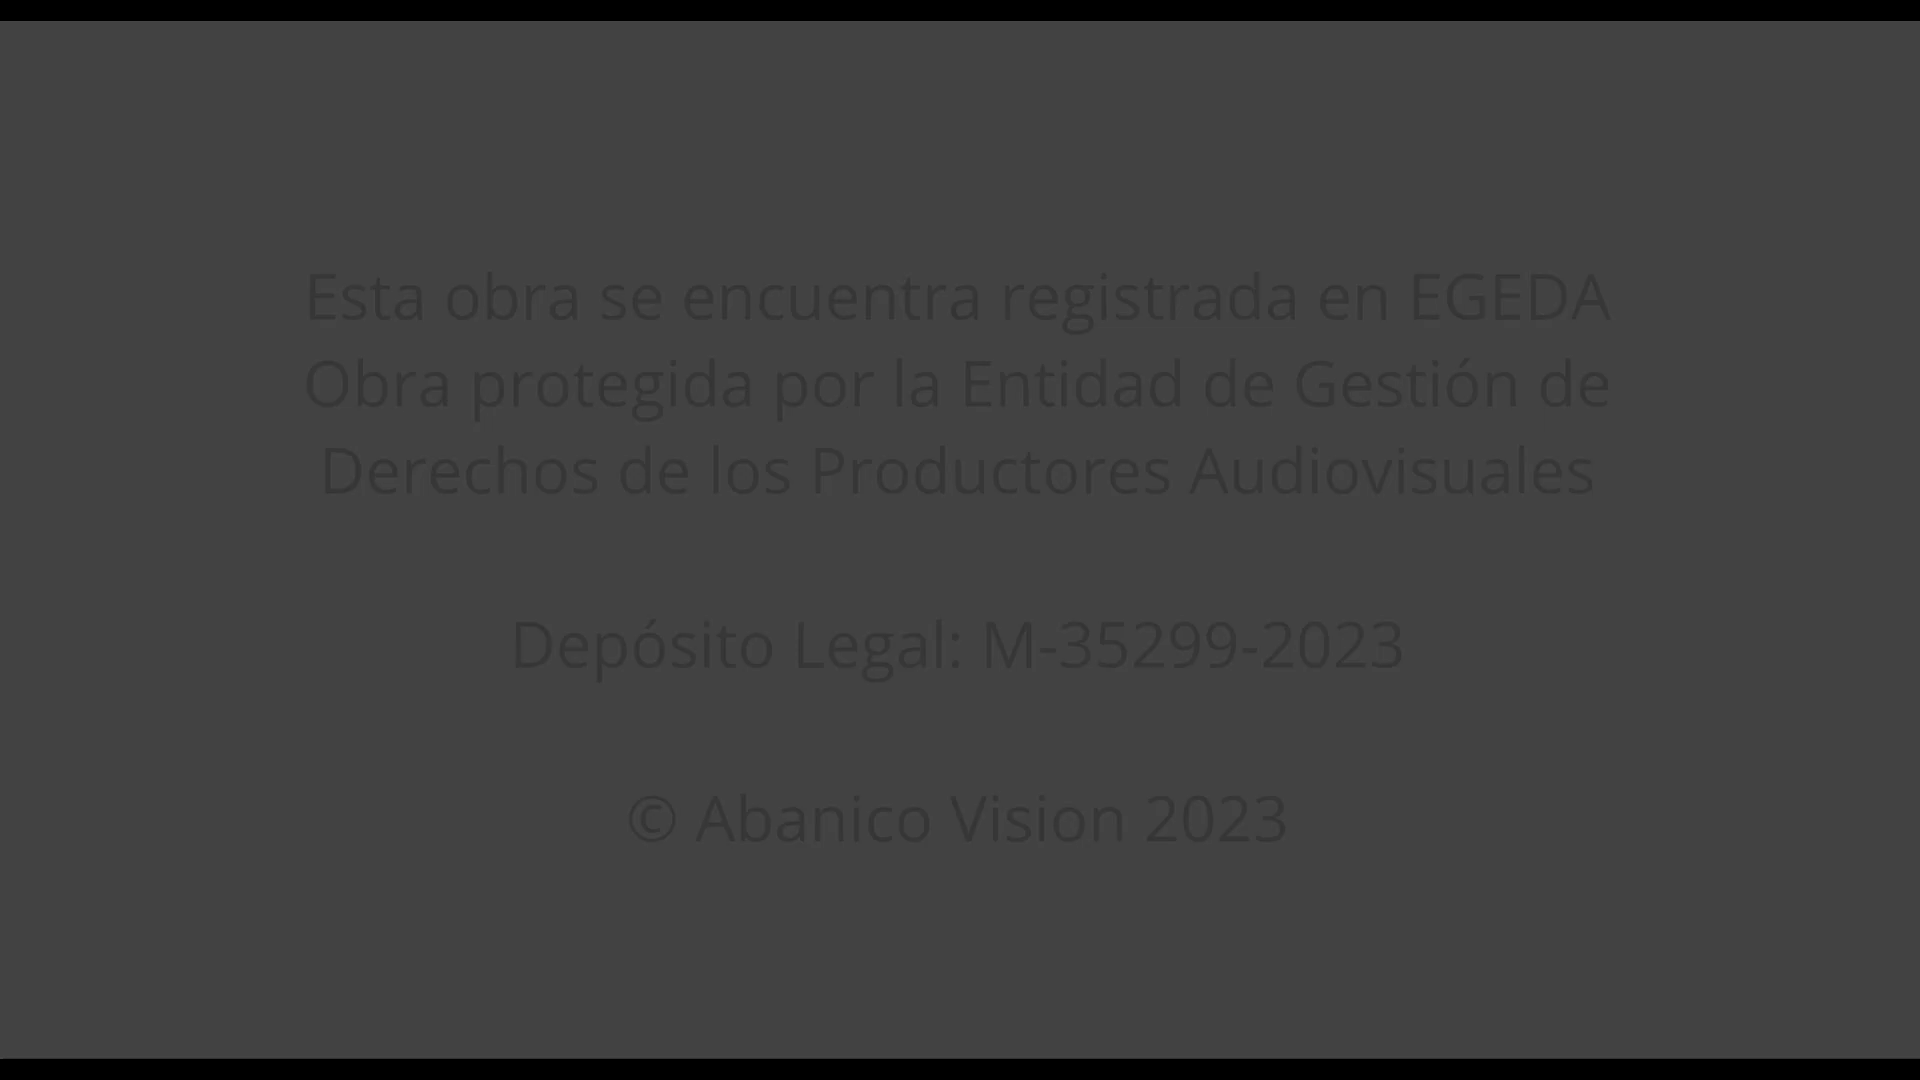 Esta obra se encuentra registrada en EGEDA
Obra protegida por la Entidad de Gestión de
Derechos de los Productores Audiovisuales
Depósito Legal: M-35299-2023
© Abanico Vision 2023